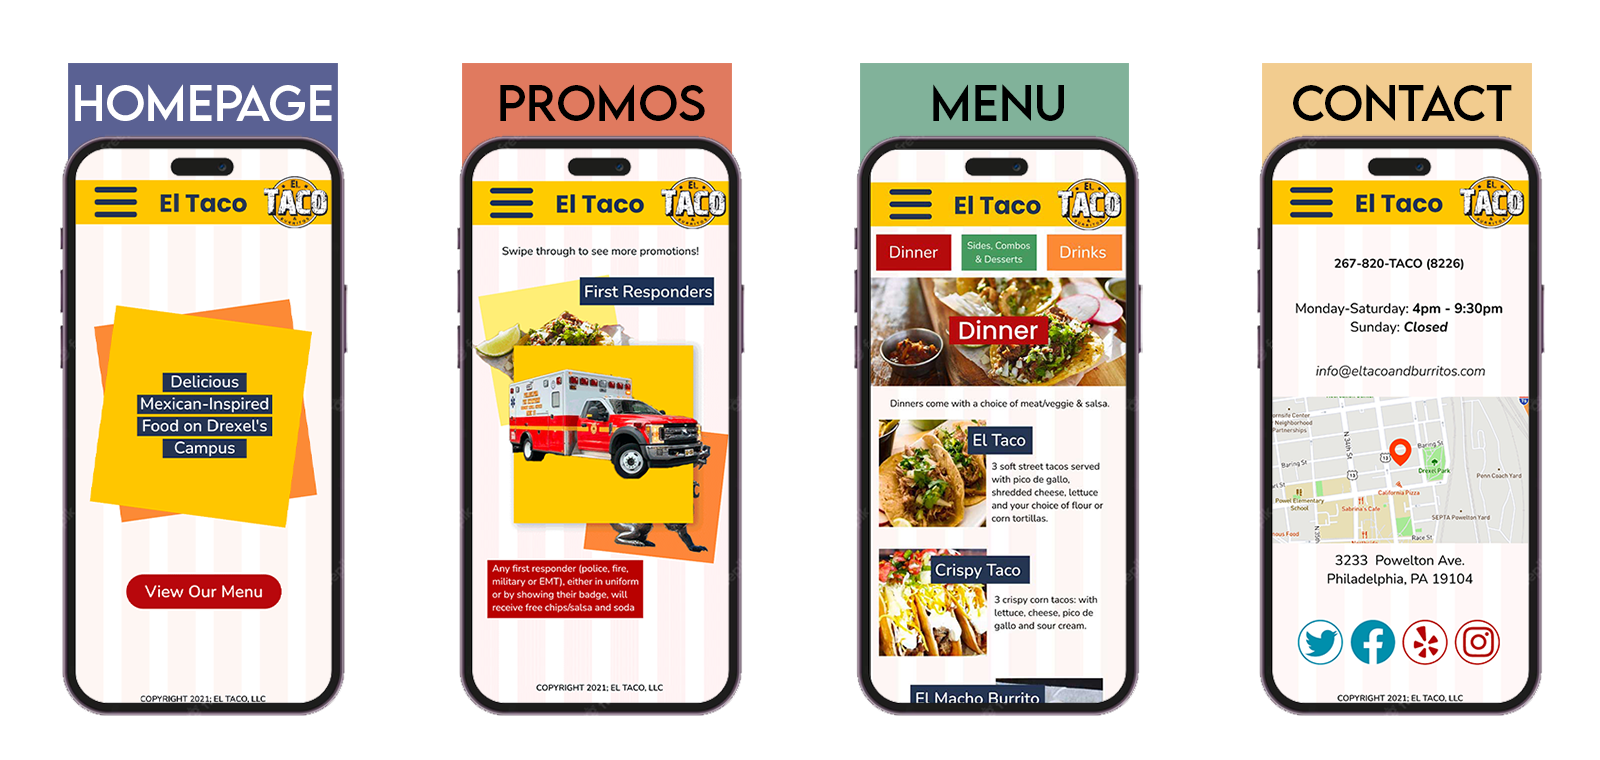 HOMEPAGE
El Taco
EL
TACO
&
BURRITOS
Delicious
Mexican-Inspired
Food on Drexel's
Campus
View Our Menu
COPYRIGHT 2021; EL TACO, LLC
PROMOS
El Taco
EL
TACO
&
BURRITOS
Swipe through to see more promotions!
First Responders
Any first responder (police, fire,
military or EMT), either in uniform
or by showing their badge, will
receive free chips/salsa and soda
COPYRIGHT 2021; EL TACO, LLC
MENU
El Taco
EL
TACO
&
BURRITOS
Dinner
Sides, Combos
& Desserts
Drinks
Dinner
Dinners come with a choice of meat/veggie & salsa.
El Taco
3 soft street tacos served
with pico de gallo,
shredded cheese, lettuce
and your choice of flour or
corn tortillas.
Crispy Taco
3 crispy corn tacos: with
lettuce, cheese, pico de
gallo and sour cream.
El Macho Burrito
CONTACT
El Taco
EL
TACO
&
BURRITOS
267-820-TACO (8226)
Monday-Saturday: 4pm - 9:30pm
Sunday: Closed
info@eltacoandburritos.com
Neighborhood
Partnerships
N 34th St
Baring St
13
Baring St
13
Drexel Park
Penn Coach Yard
California Pizza
Powel Elementary
School
Sabrina's Cafe
SEPTA Powelton Yard
Race St
3233 Powelton Ave.
Philadelphia, PA 19104
COPYRIGHT 2021; EL TACO, LLC